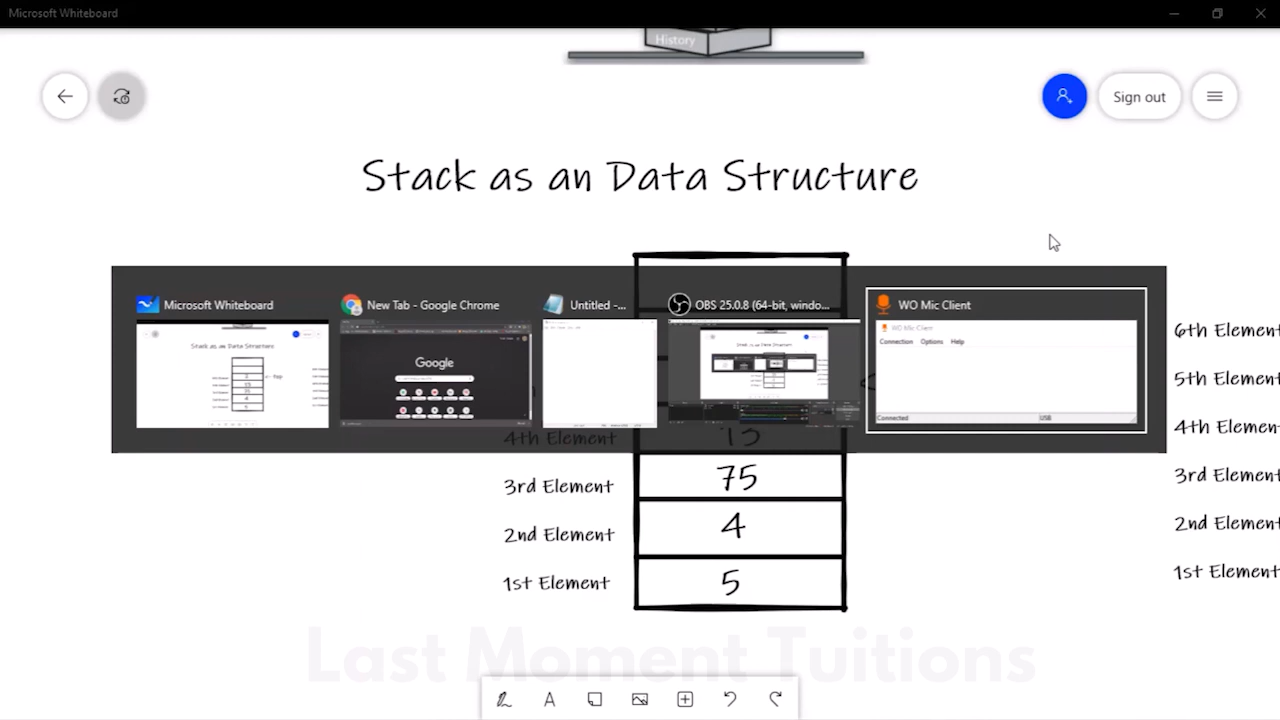 Microsoft Whiteboard
History
Sign out
Stack as an Data Structure
Microsoft Whiteboard
New Tab - Google Chrome
Untitled -...
OBS 25.0.8 (64-bit, windo...
WO Mic Client
Google
WO Mic Client
Connection Options Help
Connected USB
Stack as an Data Structure
6th Element
5th Element
4th Element
3rd Element
2nd Element
1st Element
4th Element
3rd Element 75
2nd Element 4
1st Element 5
Last Moment Tuitions
A